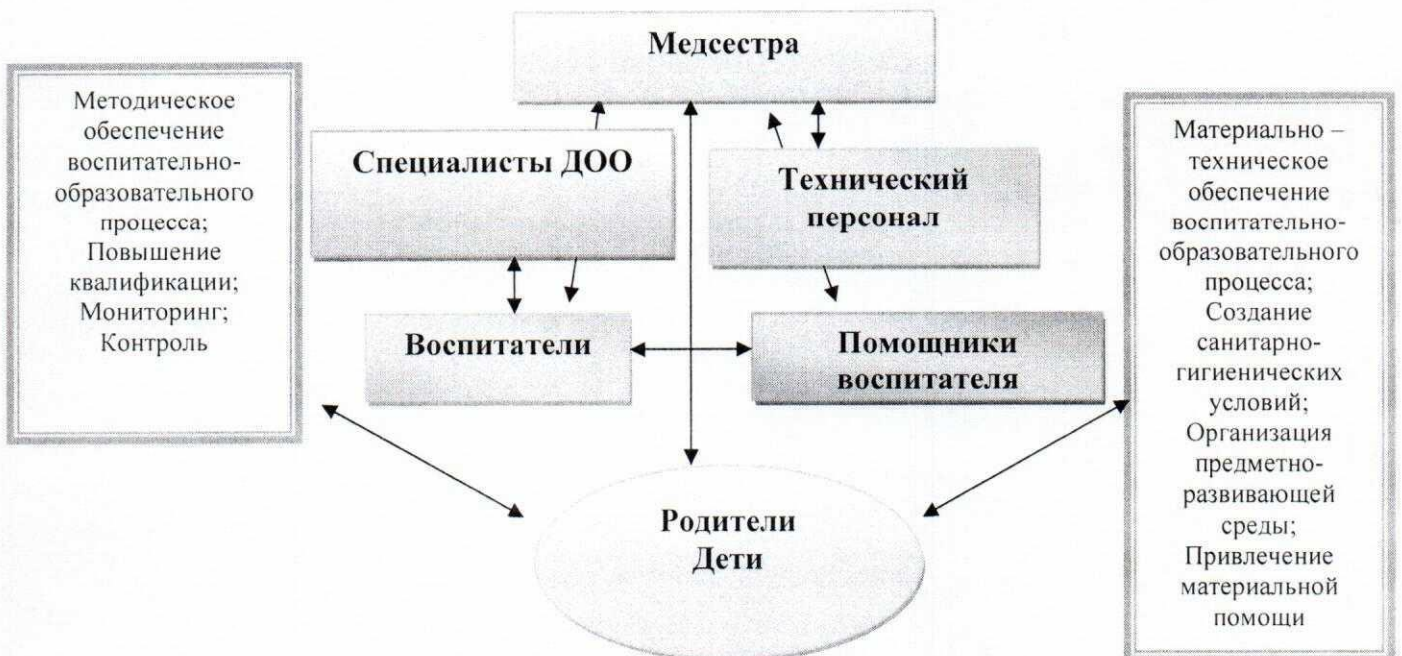 Медсестра
Методическое
обеспечение
воспитательно-
образовательного
процесса;
Повышение
квалификации;
Мониторинг;
Контроль
Специалисты ДОО
Технический
персонал
Воспитатели
Помощники
воспитателя
Родители
Дети
Материально –
техническое
обеспечение
воспитательно-
образовательного
процесса;
Создание
санитарно-
гигиенических
условий;
Организация
предметно-
развивающей
среды;
Привлечение
материальной
помощи